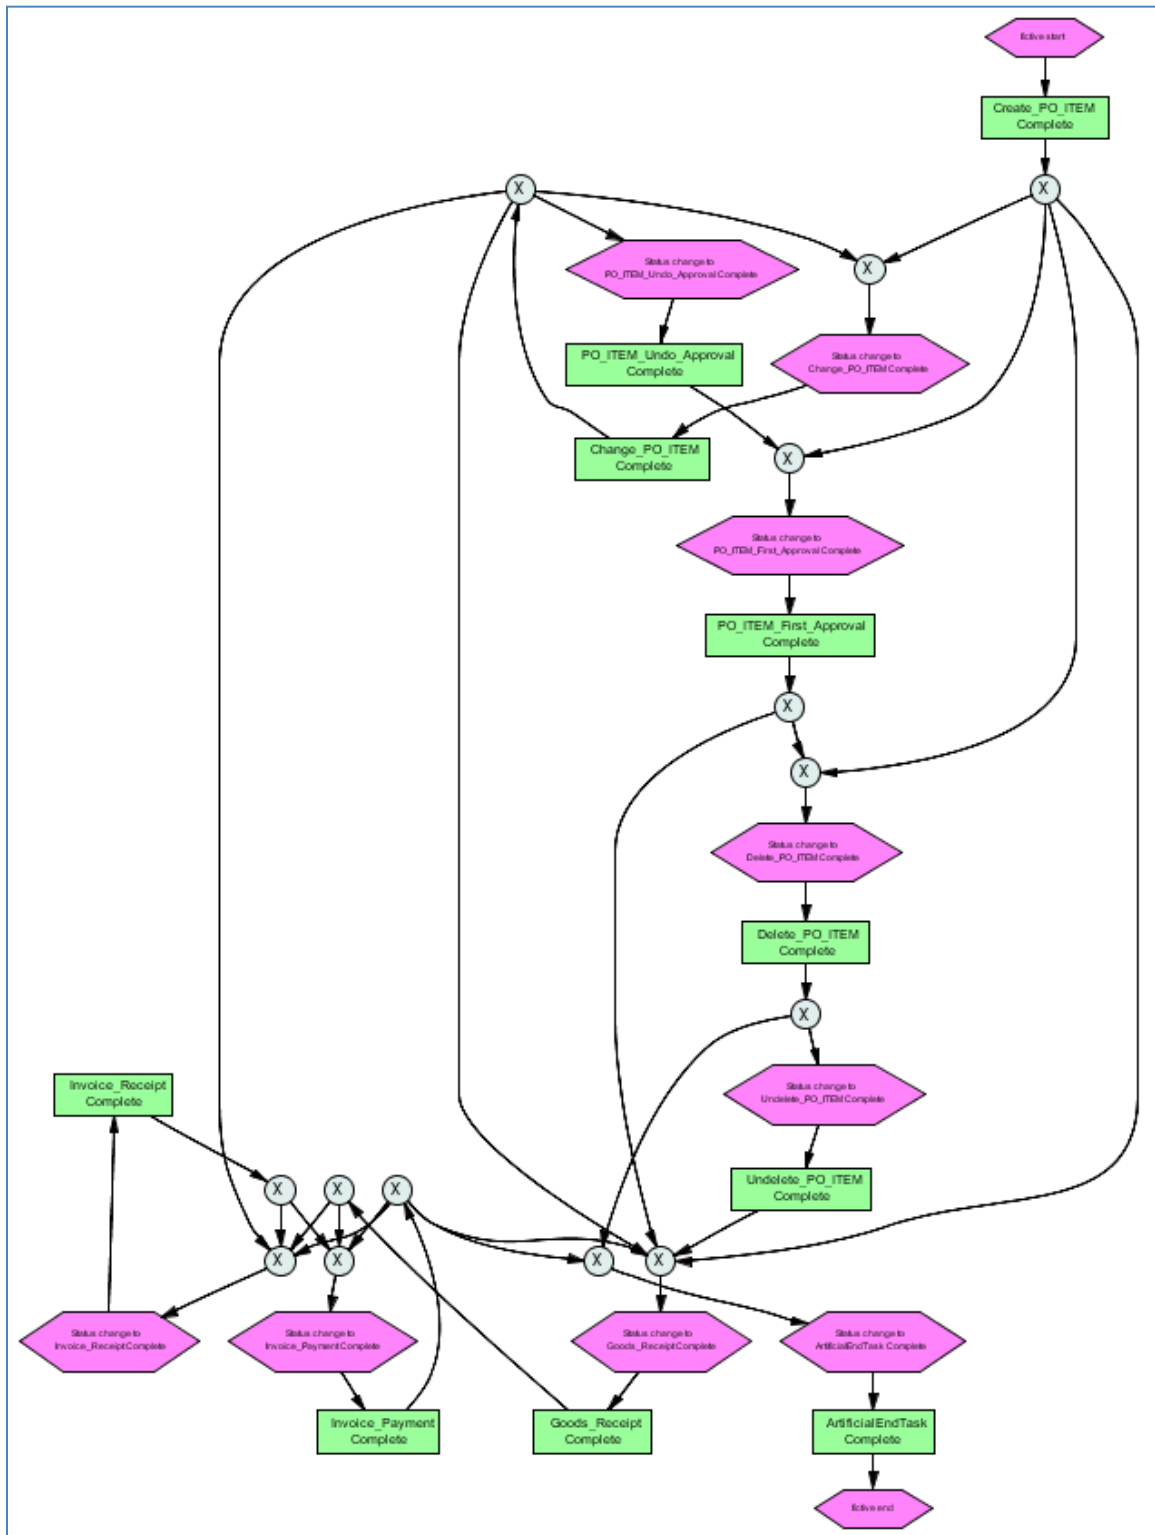 fictive start
Create_PO_ITEM
Complete
X
X
Status change to
PO_ITEM_Undo_Approval Complete
X
PO_ITEM_Undo_Approval
Complete
Status change to
Change_PO_ITEM Complete
Change_PO_ITEM
Complete
X
Status change to
PO_ITEM_First_Approval Complete
PO_ITEM_First_Approval
Complete
X
X
Status change to
Delete_PO_ITEM Complete
Delete_PO_ITEM
Complete
X
Status change to
Undelete_PO_ITEM Complete
Invoice_Receipt
Complete
Undelete_PO_ITEM
Complete
X
X
X
X
X
X
X
Status change to
Invoice_Receipt Complete
Status change to
Invoice_Payment Complete
Status change to
Goods_Receipt Complete
Status change to
ArtificialEndTask Complete
Invoice_Payment
Complete
Goods_Receipt
Complete
ArtificialEndTask
Complete
fictive end